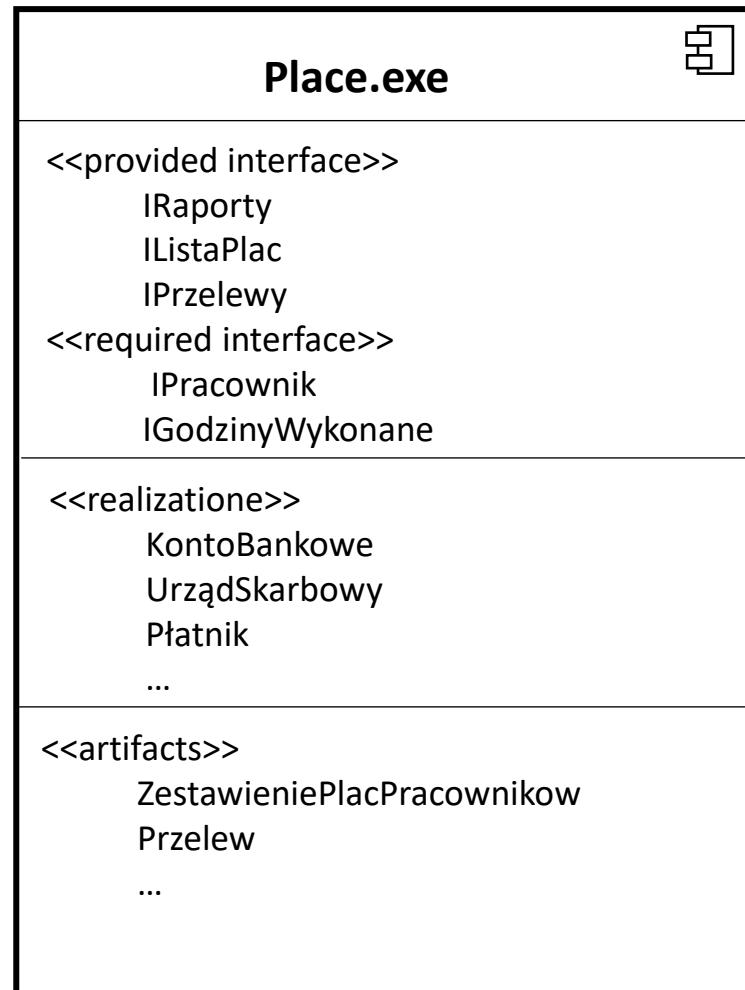 Place.exe
<<provided interface>>
IRaporty
IListaPlac
IPrzelewy
<<required interface>>
IPracownik
IGodzinyWykonane
<<realizatione>>
KontoBankowe
UrządSkarbowy
Płatnik
...
<<artifacts>>
ZestawieniePlacPracownikow
Przelew
...